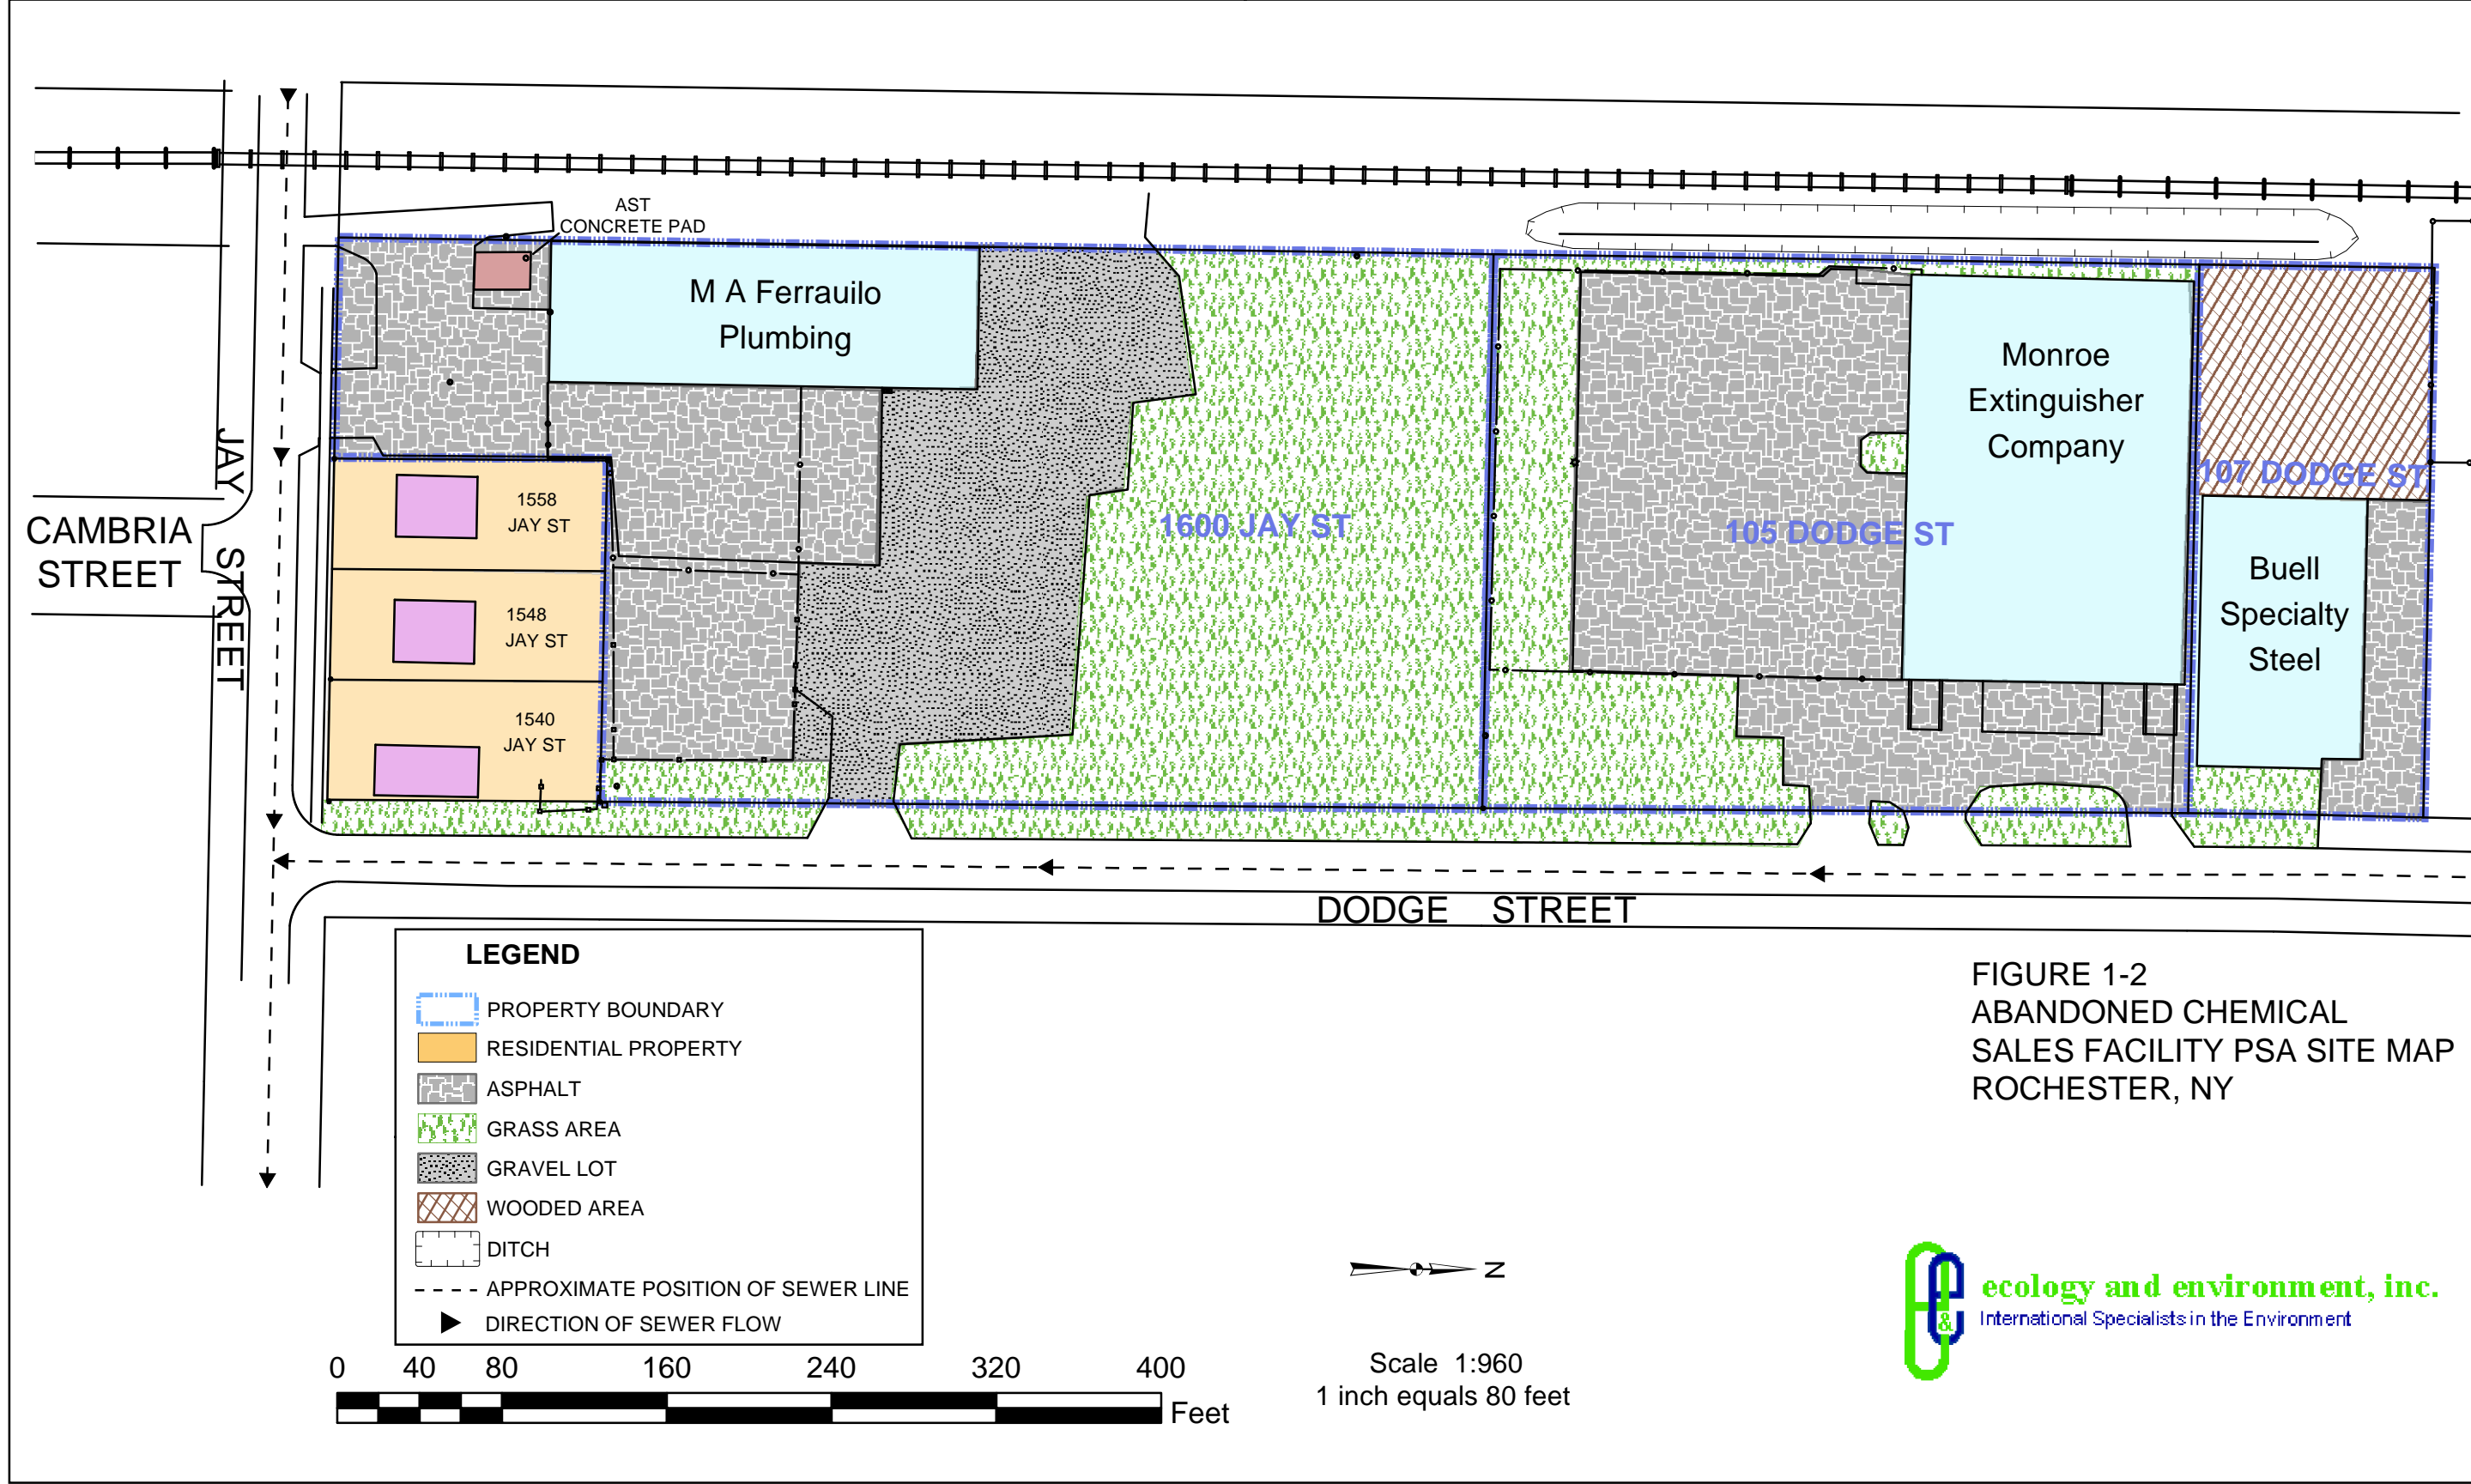 AST
CONCRETE PAD
M A Ferrauilo
Plumbing
Monroe
Extinguisher
Company
107 DODGE ST
1600 JAY ST
105 DODGE ST
JAY STREET
CAMBRIA
STREET
1558
JAY ST
1548
JAY ST
1540
JAY ST
Buell
Specialty
Steel
DODGE STREET
LEGEND
PROPERTY BOUNDARY
RESIDENTIAL PROPERTY
ASPHALT
GRASS AREA
GRAVEL LOT
WOODED AREA
DITCH
APPROXIMATE POSITION OF SEWER LINE
DIRECTION OF SEWER FLOW
FIGURE 1-2
ABANDONED CHEMICAL
SALES FACILITY PSA SITE MAP
ROCHESTER, NY
N
e&e
ecology and environment, inc.
International Specialists in the Environment
0 40 80 160 240 320 400
Feet
Scale 1:960
1 inch equals 80 feet